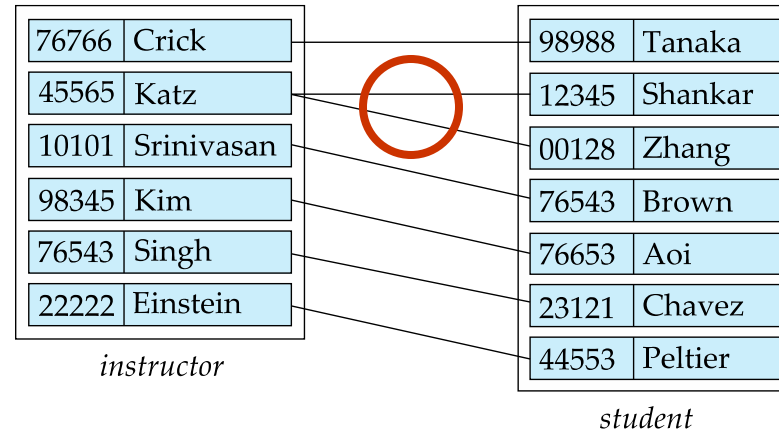 76766 Crick
45565 Katz
10101 Srinivasan
98345 Kim
76543 Singh
22222 Einstein
instructor
98988 Tanaka
12345 Shankar
00128 Zhang
76543 Brown
76653 Aoi
23121 Chavez
44553 Peltier
student